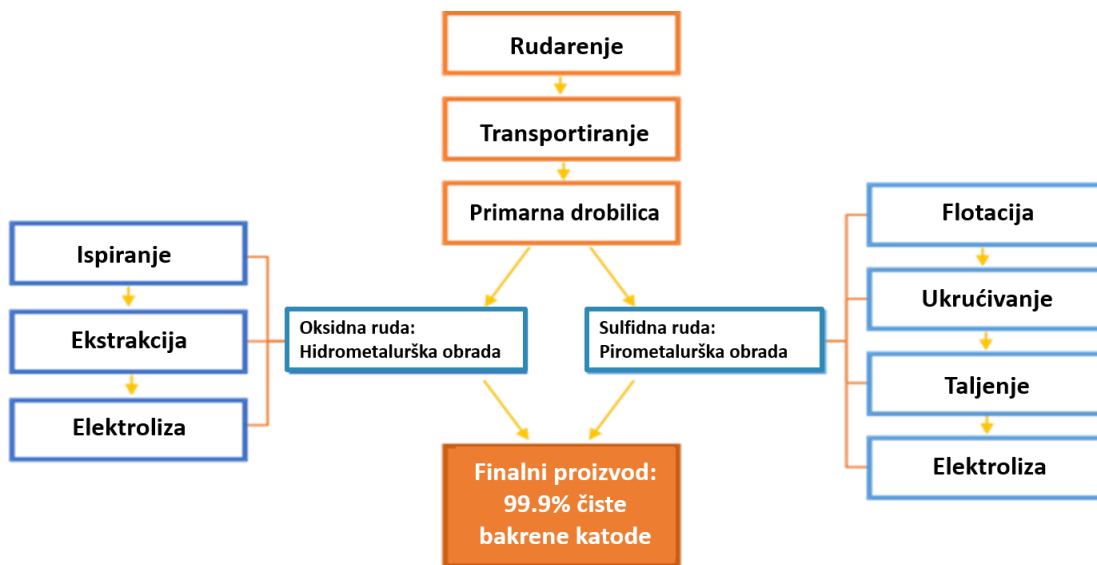 Rudarenje
Transportiranje
Primarna drobilica
Ispiranje
Ekstrakcija
Elektroliza
Oksidna ruda:
Hidrometalurška obrada
Sulfidna ruda:
Pirometalurška obrada
Flotacija
Ukrućivanje
Taljenje
Elektroliza
Finalni proizvod:
99.9% čiste
bakrene katode